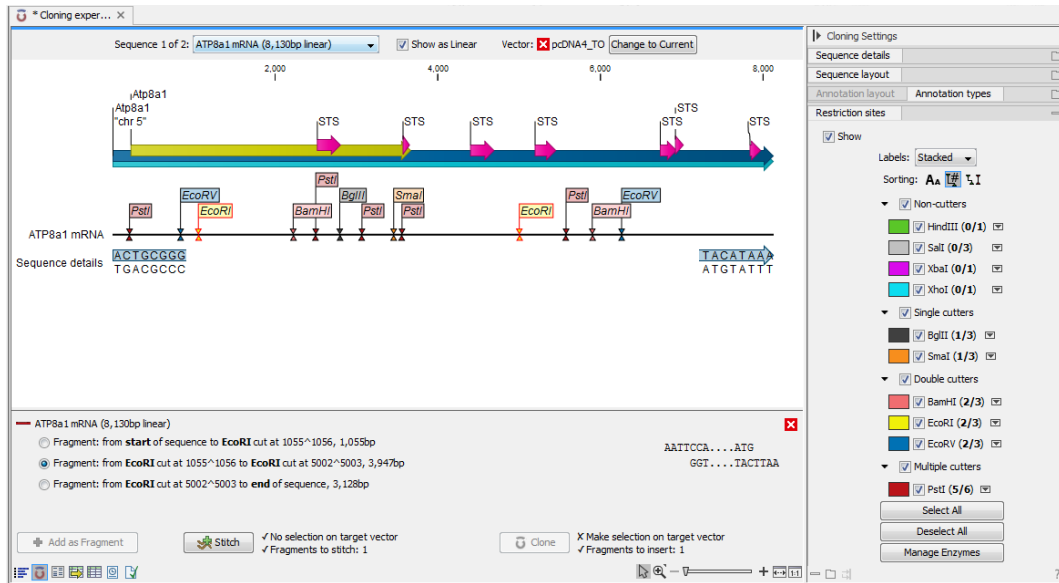 * Cloning exper... ×
Sequence 1 of 2: ATP8a1 mRNA (8,130bp linear) Show as Linear Vector: pcDNA4_TO Change to Current
2,000 4,000 6,000 8,000
Atp8a1
Atp8a1
"chr 5" STS STS STS STS STS STS STS
PstI
EcoRV BglII SmaI PstI EcoRV
PstI EcoRI BamHI PstI PstI EcoRI BamHI
ATP8a1 mRNA
Sequence details ACTGCGGG TACATAAA
TGACGCCC ATGTATTT
ATP8a1 mRNA (8,130bp linear)
Fragment: from start of sequence to EcoRI cut at 1055^1056, 1,055bp
Fragment: from EcoRI cut at 1055^1056 to EcoRI cut at 5002^5003, 3,947bp
Fragment: from EcoRI cut at 5002^5003 to end of sequence, 3,128bp
AATTCCA....ATG
GGT....TACTTAA
Add as Fragment
Stitch
✓No selection on target vector
✓Fragments to stitch: 1
Clone
X Make selection on target vector
✓Fragments to insert: 1
1:1
Cloning Settings
Sequence details
Sequence layout
Annotation layout Annotation types
Restriction sites
Show
Labels: Stacked
Sorting: AA
Non-cutters
HindIII (0/1)
SalI (0/3)
XbaI (0/1)
XhoI (0/1)
Single cutters
BglII (1/3)
SmaI (1/3)
Double cutters
BamHI (2/3)
EcoRI (2/3)
EcoRV (2/3)
Multiple cutters
PstI (5/6)
Select All
Deselect All
Manage Enzymes
?